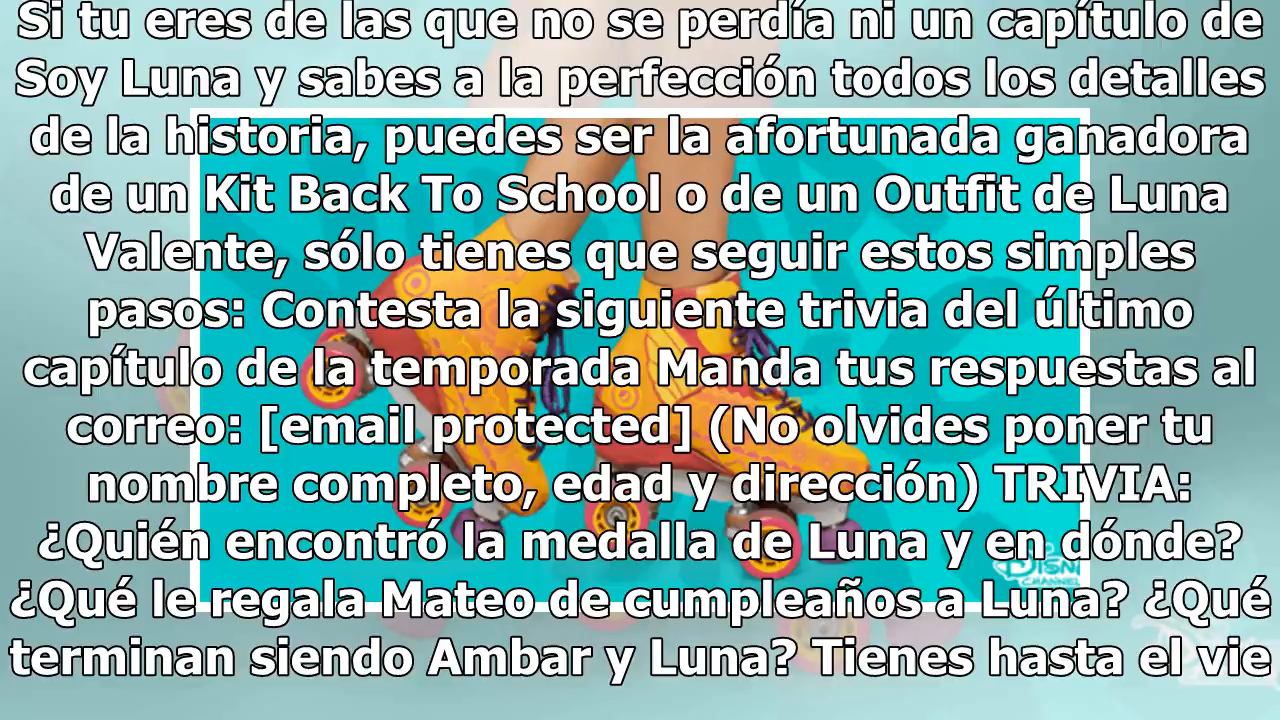 Si tu eres de las que no se perdía ni un capítulo de
Soy Luna y sabes a la perfección todos los detalles
de la historia, puedes ser la afortunada ganadora
de un Kit Back To School o de un Outfit de Luna
Valente, sólo tienes que seguir estos simples
pasos: Contesta la siguiente trivia del último
capítulo de la temporada Manda tus respuestas al
correo: [email protected] (No olvides poner tu
nombre completo, edad y dirección) TRIVIA:
¿Quién encontró la medalla de Luna y en dónde?
DISNEY
CHANNEL
¿Qué le regala Mateo de cumpleaños a Luna? ¿Qué
terminan siendo Ambar y Luna? Tienes hasta el vie